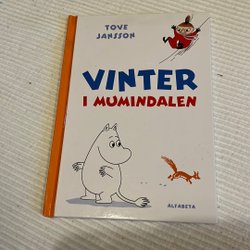 TOVE
JANSSON
VINTER
I MUMINDALEN
ALFABETA